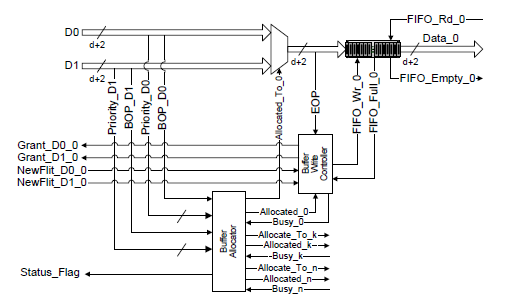 FIFO_Rd_0
D0
d+2
Data_0
d+2
d+2
D1
d+2
FIFO_Empty_0
Priority_D1
BOP_D1
Priority_D0
BOP_D0
Allocated_To_0
EOP
FIFO_Wr_0
FIFO_Full_0
Grant_D0_0
Grant_D1_0
NewFlit_D0_0
NewFlit_D1_0
Buffer
Write
Controller
Allocated_0
Busy_0
Buffer
Allocator
Allocate_To_k
Allocated_k
Busy_k
Allocate_To_n
Allocated_n
Busy_n
Status_Flag